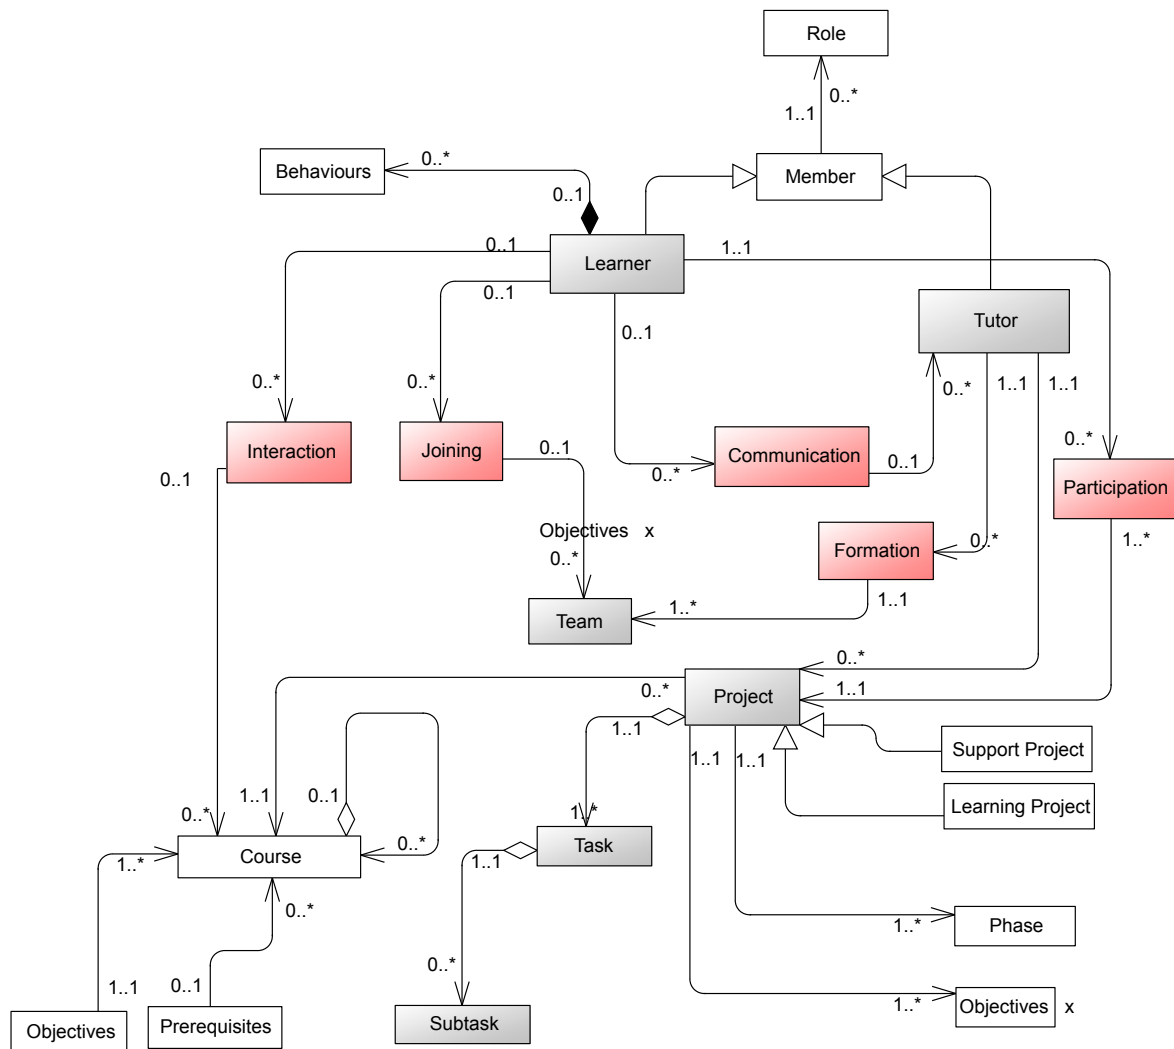 Role
0..*
1..1
Behaviours
0..*
Member
0..1
0..1
Learner
1..1
0..1
0..1
Tutor
0..*
0..*
0..*
1..1
1..1
0..*
Interaction
Joining
0..1
Communication
0..1
Participation
0..1
0..*
1..*
Objectives x
0..*
Formation
0..*
Team
1..*
1..1
0..*
0..*
Project
1..1
1..1
1..1
1..1
Support Project
1..1
0..1
Learning Project
0..*
1..*
Course
0..*
Task
1..*
1..1
0..*
Phase
1..*
0..*
1..1
0..1
1..*
Objectives x
Objectives
Prerequisites
Subtask